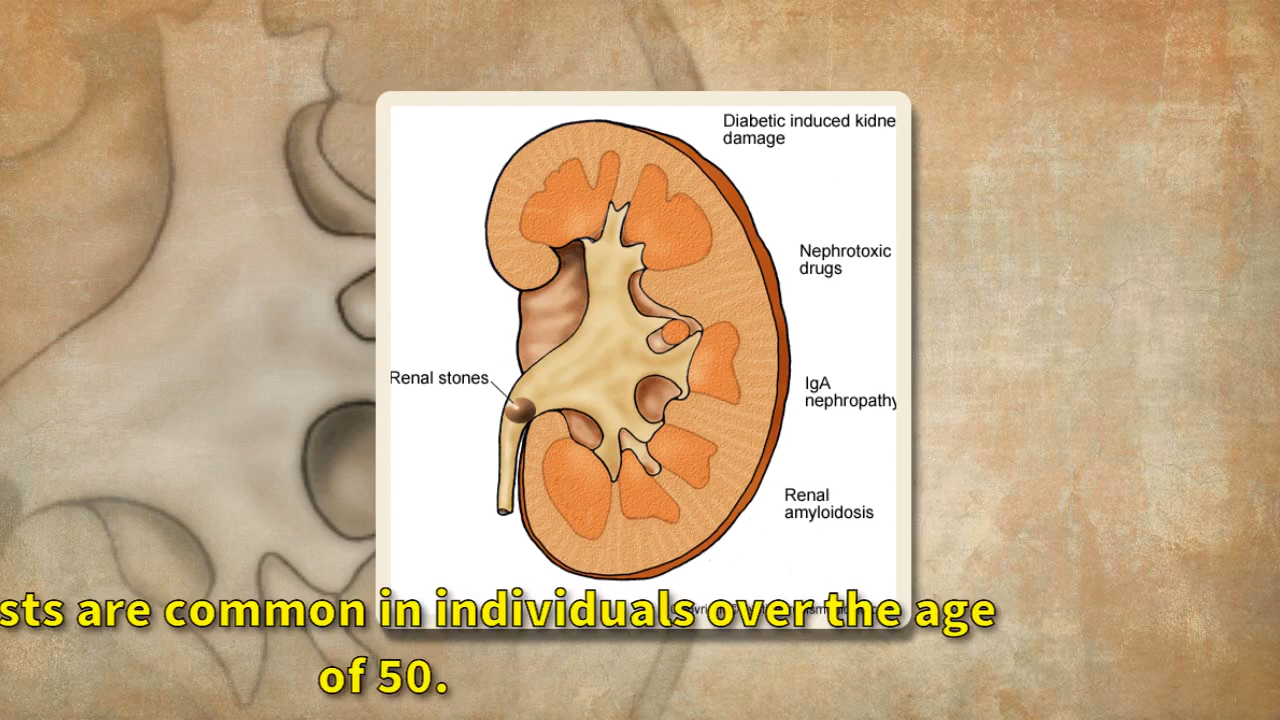 Diabetic induced kidne
damage
Nephrotoxic
drugs
Renal stones
IgA
nephropathy
Renal
amyloidosis
sts are common in individuals over the age
of 50.